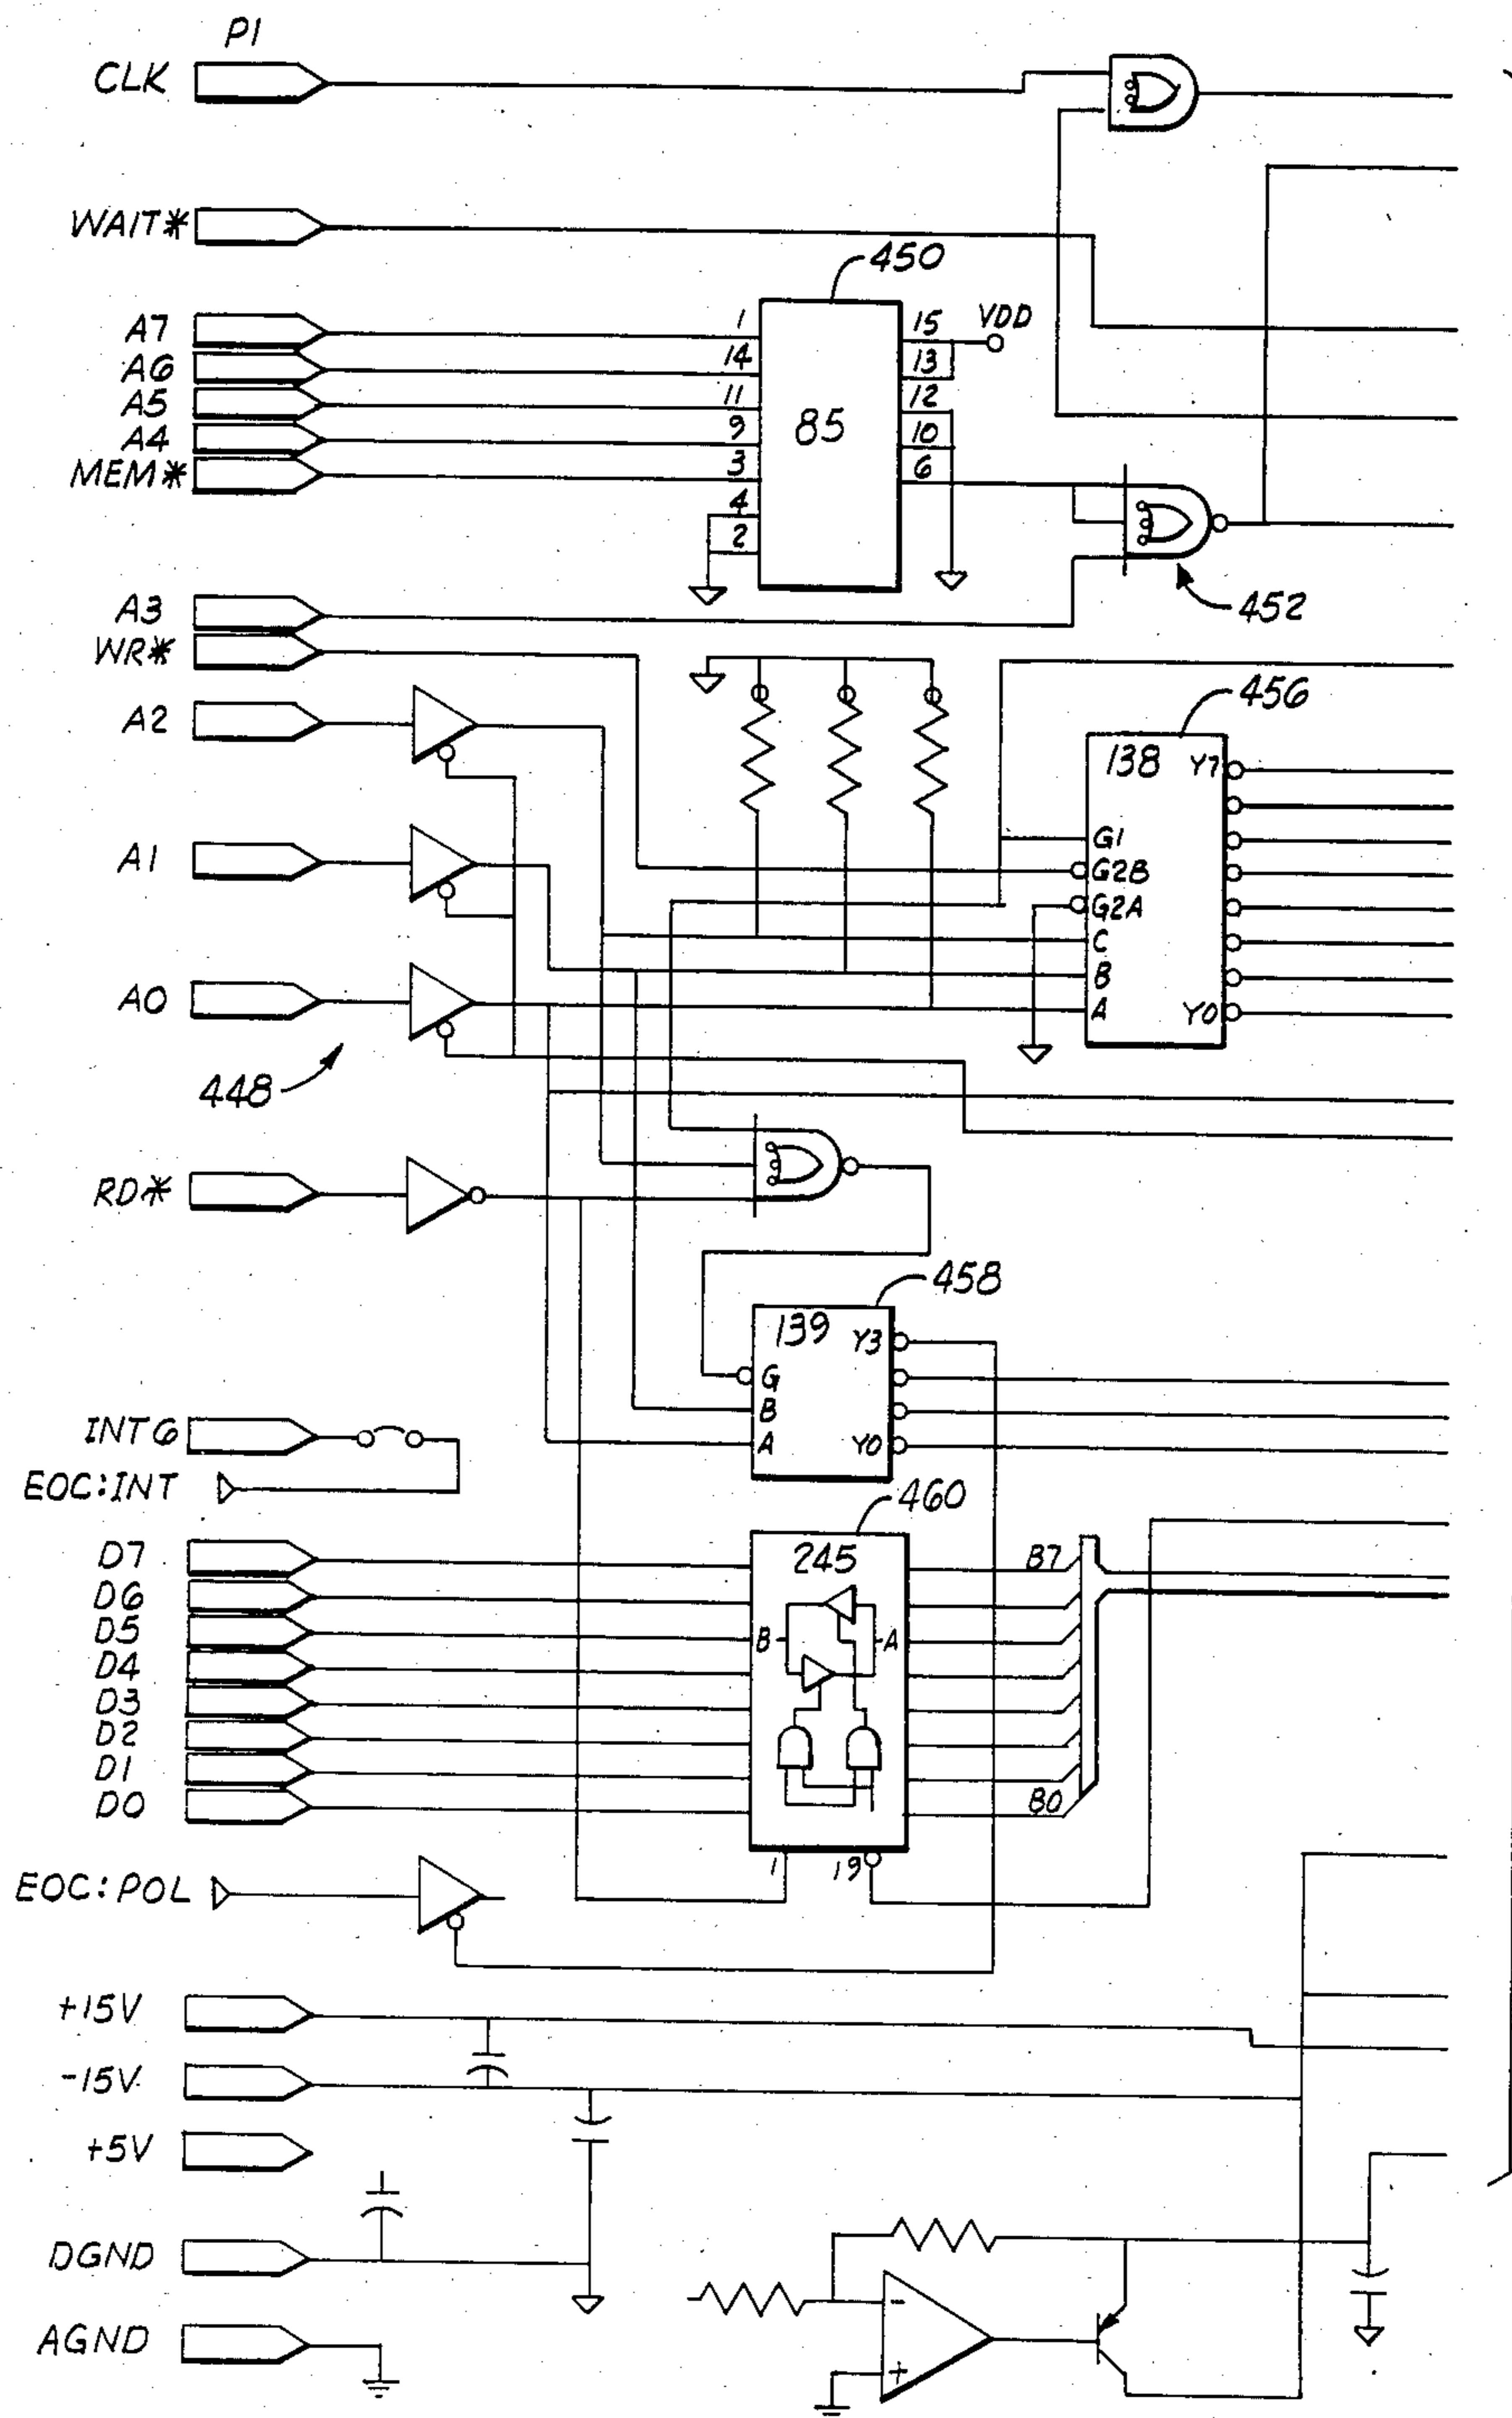 P1
CLK
WAIT*
450
A7 1 15 VDD
A6 14 13
A5 11 12
A4 9 85 10
MEM* 3 6
4
2
A3
452
WR*
456
A2
138 Y7
A1
G1
G2B
G2A
C
B
A0
A Y0
448
RD*
458
139 Y3
G
INT6
B
A Y0
EOC:INT
460
D7 245 B7
D6
D5 B A
D4
D3
D2
D1
D0 B0
1 19
EOC:POL
+15V
-15V
+5V
DGND
-
AGND
+